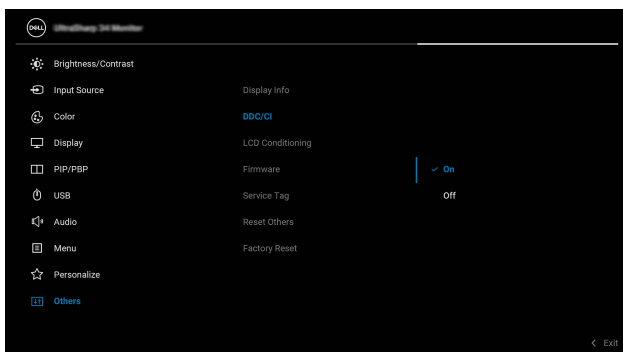 DELL
Brightness/Contrast
Input Source
Color
Display
PIP/PBP
USB
Audio
Menu
Personalize
Others
Display Info
DDC/CI
LCD Conditioning
Firmware
Service Tag
Reset Others
Factory Reset
On
Off
Exit